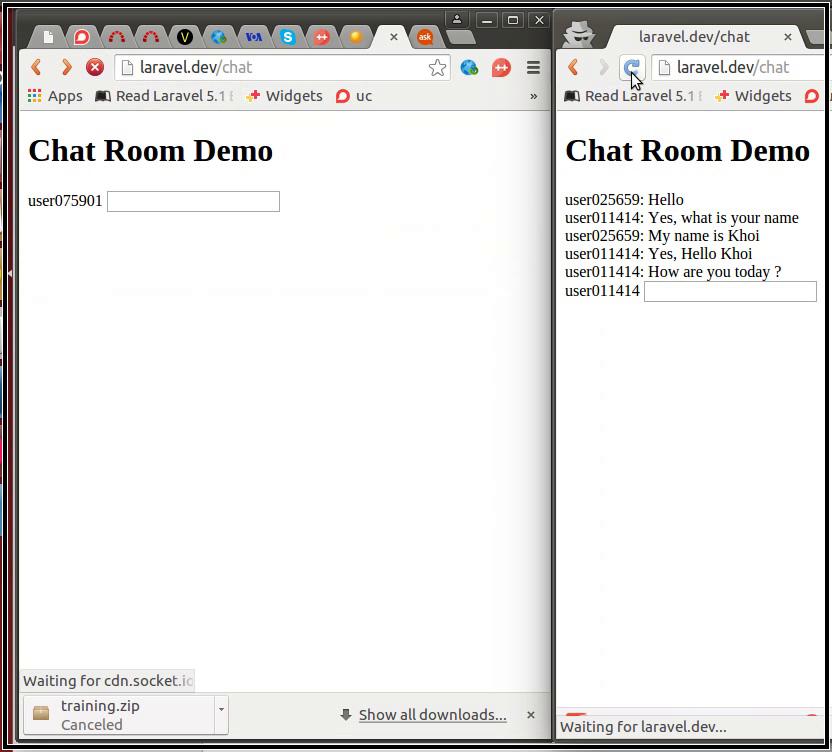 V
VOA
S
++
ask
laravel.dev/chat
++
Apps
Read Laravel 5.1
Widgets
uc
»
Chat Room Demo
user075901
Waiting for cdn.socket.io
training.zip
Canceled
Show all downloads...
laravel.dev/chat
laravel.dev/chat
Read Laravel 5.1
Widgets
Chat Room Demo
user025659: Hello
user011414: Yes, what is your name
user025659: My name is Khoi
user011414: Yes, Hello Khoi
user011414: How are you today ?
user011414
Waiting for laravel.dev...